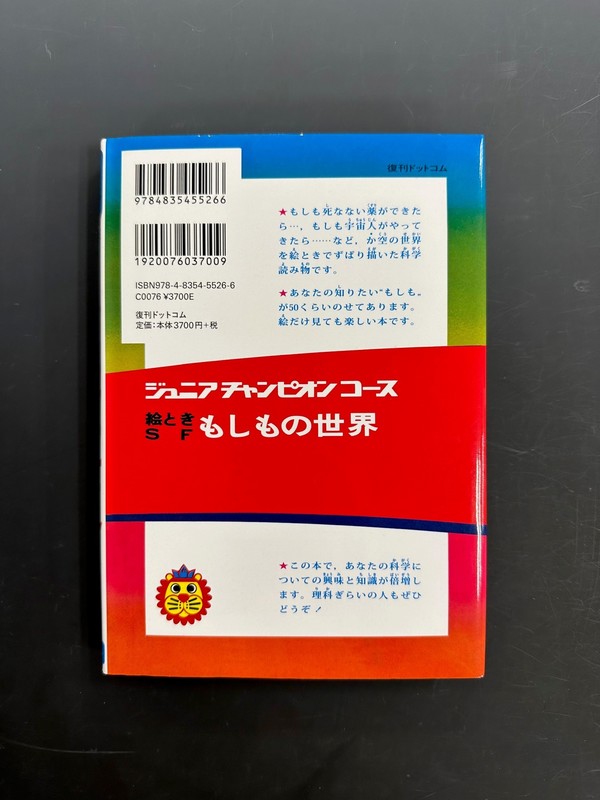 9784835455266
1920076037009
ISBN978-4-8354-5526-6
C0076 ¥3700E
復刊ドットコム
定価:本体3700円+税
復刊ドットコム
★もしも死なない薬ができた
ら…,もしも宇宙人がやって
きたら……など,か空の世界
を絵ときでずばり描いた科学
読み物です。
★あなたの知りたい“もしも〟
が50くらいのせてあります。
絵だけ見ても楽しい本です。
ジュニアチャンピオン コース
絵とき
SF もしもの世界
★この本で,あなたの科学に
ついての興味と知識が倍増し
ます。理科ぎらいの人もぜひ
どうぞ!